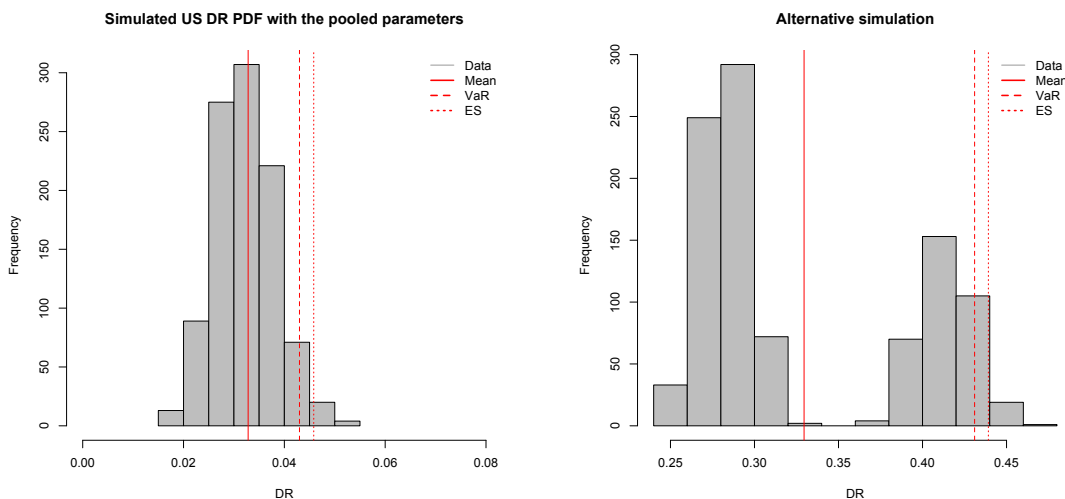 Simulated US DR PDF with the pooled parameters
Frequency
300
250
200
150
100
50
0
0.00 0.02 0.04 0.06 0.08
DR
Data
Mean
VaR
ES
Alternative simulation
Frequency
300
250
200
150
100
50
0
0.25 0.30 0.35 0.40 0.45
DR
Data
Mean
VaR
ES